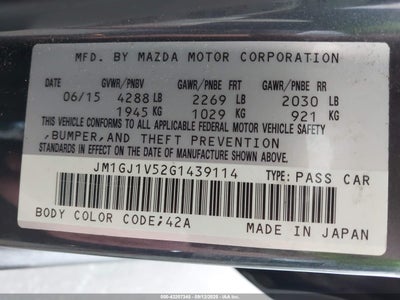 MFD. BY MAZDA MOTOR CORPORATION
DATE GVWR/PNBV GAWR/PNBE FRT GAWR/PNBE RR
06/15 4288 LB 2269 LB 2030 LB
1945 KG 1029 KG 921 KG
THIS VEHICLE CONFORMS TO ALL
APPLICABLE FEDERAL MOTOR VEHICLE SAFETY
,BUMPER,AND THEFT PREVENTION
STANDARDS IN EFFECT ON THE
DATE OF MANUFACTURE SHOWN ABOVE.
JM1GJ1V52G1439114 TYPE: PASS CAR
BODY COLOR CODE;42A
MADE IN JAPAN